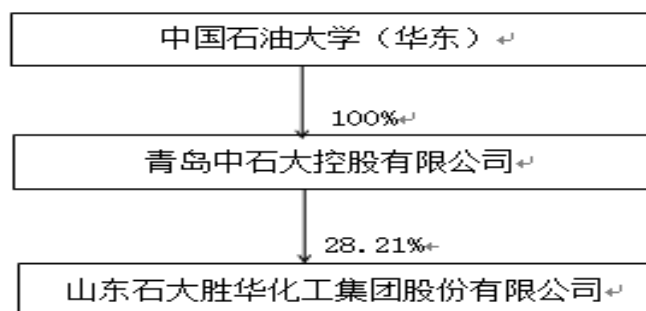 中国石油大学（华东）
100%
青岛中石大控股有限公司
28.21%
山东石大胜华化工集团股份有限公司